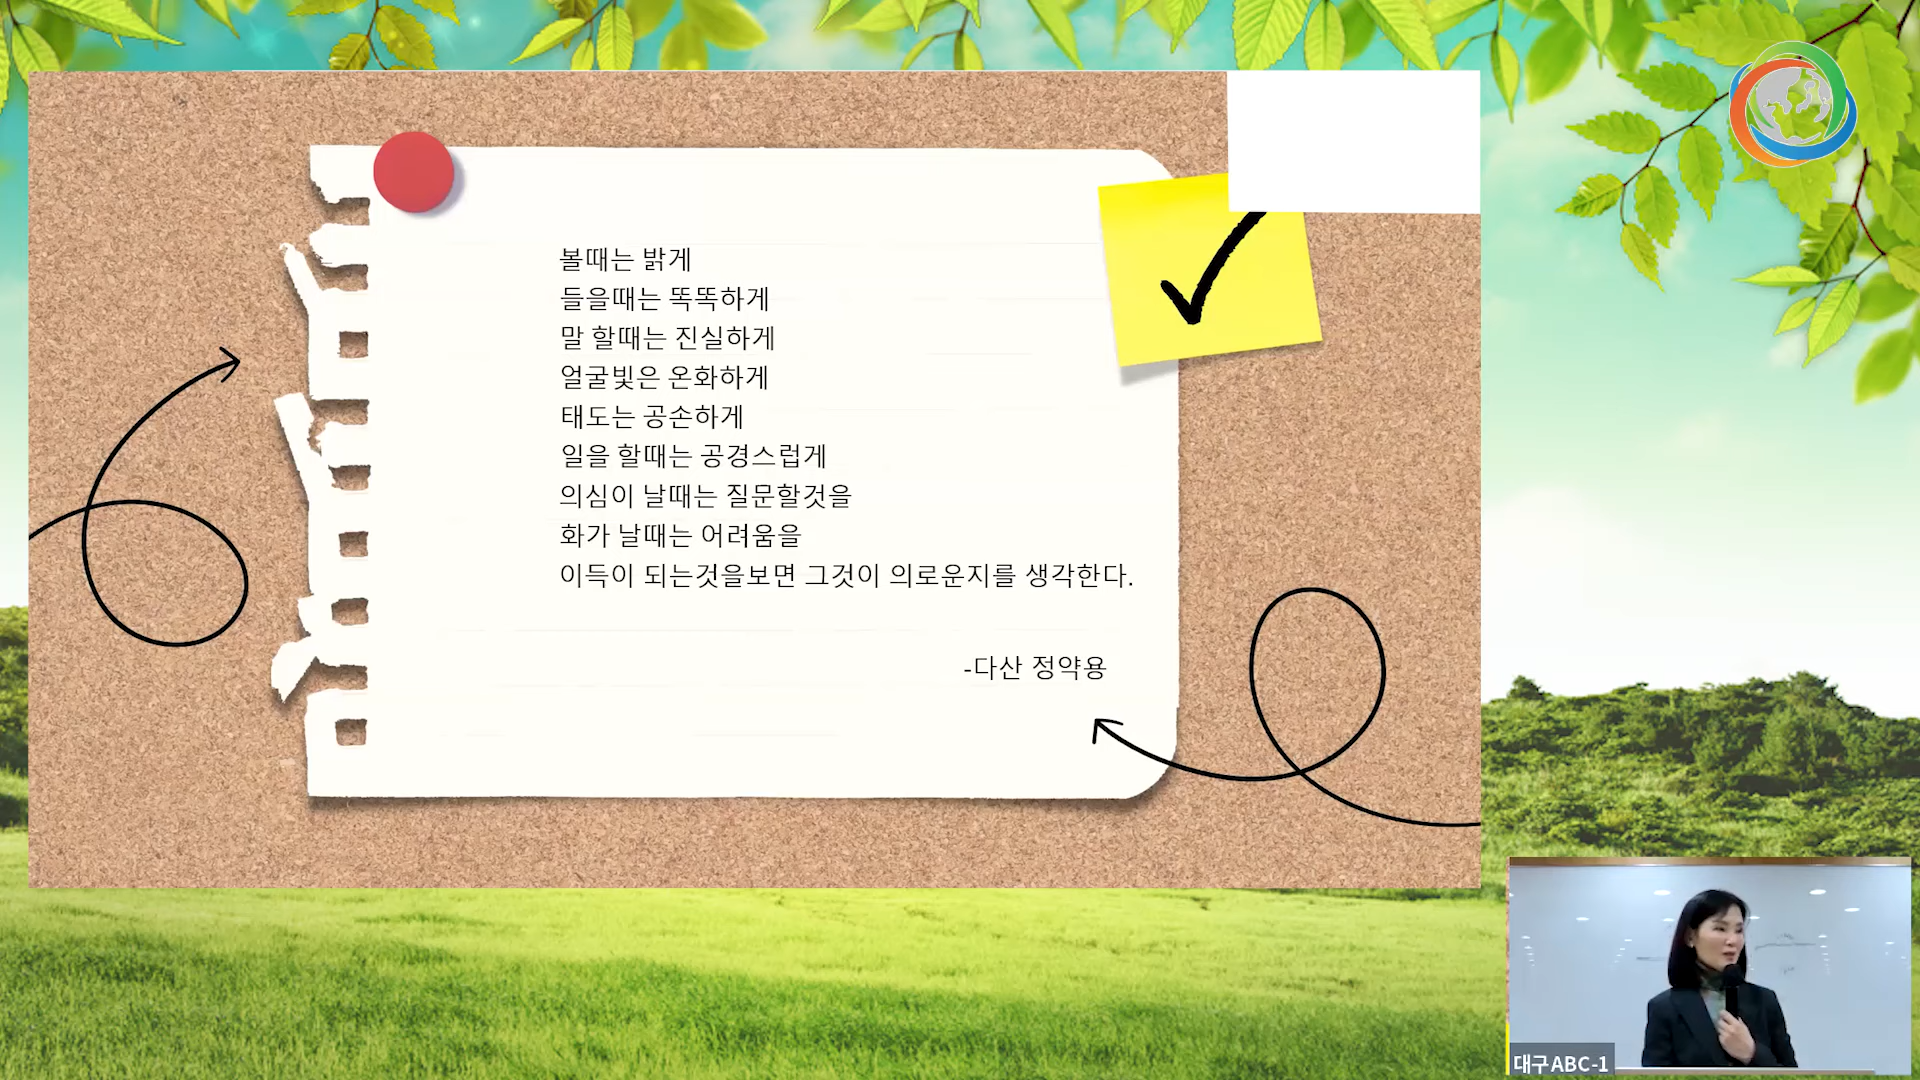 볼때는 밝게
들을때는 똑똑하게
말 할때는 진실하게
얼굴빛은 온화하게
태도는 공손하게
일을 할때는 공경스럽게
의심이 날때는 질문할것을
화가 날때는 어려움을
이득이 되는것을보면 그것이 의로운지를 생각한다.
-다산 정약용
대구ABC-1